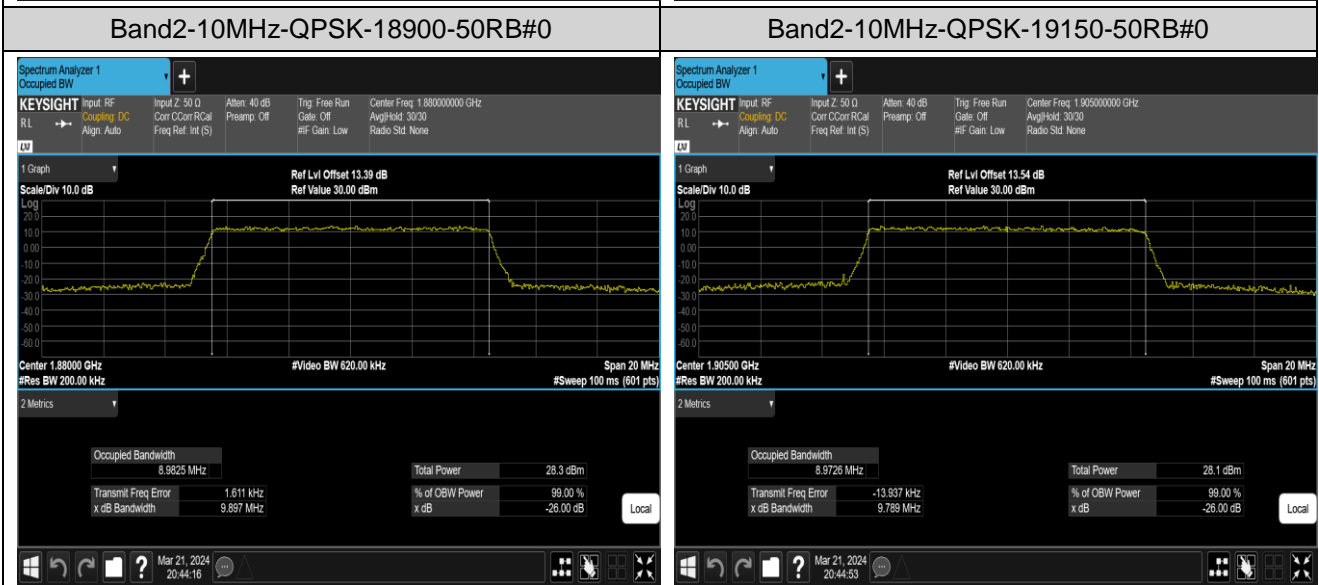 Band2-10MHz-QPSK-18900-50RB#0
Spectrum Analyzer 1
Occupied BW
KEYSIGHT
RL
LXI
Input: RF
Coupling: DC
Align: Auto
Input Z: 50 Ω
Corr CCorr RCal
Freq Ref: Int (S)
Atten: 40 dB
Preamp: Off
Trig: Free Run
Gate: Off
#IF Gain: Low
Center Freq: 1.880000000 GHz
Avg|Hold: 30/30
Radio Std: None
1 Graph
Scale/Div 10.0 dB
Ref Lvl Offset 13.39 dB
Ref Value 30.00 dBm
Log
20.0
10.0
0.00
-10.0
-20.0
-30.0
-40.0
-50.0
-60.0
Center 1.88000 GHz
#Res BW 200.00 kHz
#Video BW 620.00 kHz
Span 20 MHz
#Sweep 100 ms (601 pts)
2 Metrics
Occupied Bandwidth
8.9825 MHz
Transmit Freq Error 1.611 kHz
x dB Bandwidth 9.897 MHz
Total Power 28.3 dBm
% of OBW Power 99.00 %
x dB -26.00 dB
Local
Mar 21, 2024
20:44:16
Band2-10MHz-QPSK-19150-50RB#0
Spectrum Analyzer 1
Occupied BW
KEYSIGHT
RL
LXI
Input: RF
Coupling: DC
Align: Auto
Input Z: 50 Ω
Corr CCorr RCal
Freq Ref: Int (S)
Atten: 40 dB
Preamp: Off
Trig: Free Run
Gate: Off
#IF Gain: Low
Center Freq: 1.905000000 GHz
Avg|Hold: 30/30
Radio Std: None
1 Graph
Scale/Div 10.0 dB
Ref Lvl Offset 13.54 dB
Ref Value 30.00 dBm
Log
20.0
10.0
0.00
-10.0
-20.0
-30.0
-40.0
-50.0
-60.0
Center 1.90500 GHz
#Res BW 200.00 kHz
#Video BW 620.00 kHz
Span 20 MHz
#Sweep 100 ms (601 pts)
2 Metrics
Occupied Bandwidth
8.9726 MHz
Transmit Freq Error -13.937 kHz
x dB Bandwidth 9.789 MHz
Total Power 28.1 dBm
% of OBW Power 99.00 %
x dB -26.00 dB
Local
Mar 21, 2024
20:44:53